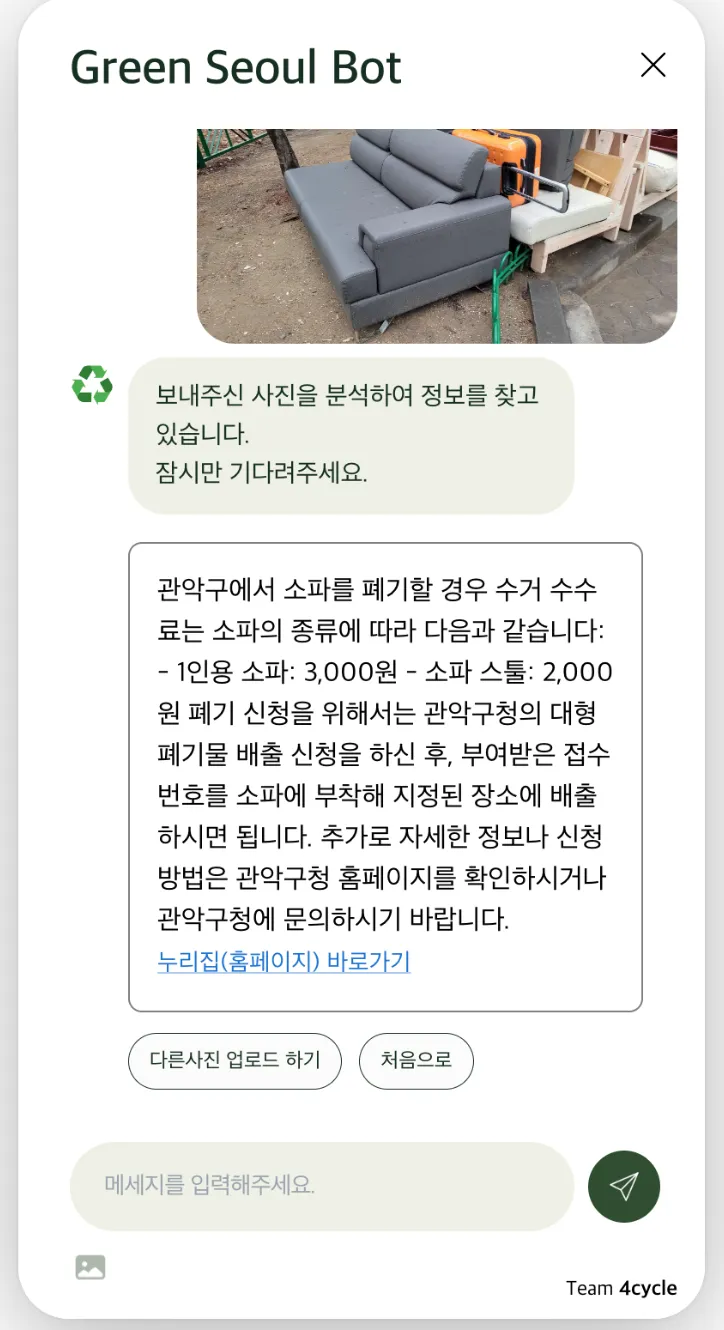 Green Seoul Bot
보내주신 사진을 분석하여 정보를 찾고
있습니다.
잠시만 기다려주세요.
관악구에서 소파를 폐기할 경우 수거 수수
료는 소파의 종류에 따라 다음과 같습니다:
- 1인용 소파: 3,000원 - 소파 스툴: 2,000
원 폐기 신청을 위해서는 관악구청의 대형
폐기물 배출 신청을 하신 후, 부여받은 접수
번호를 소파에 부착해 지정된 장소에 배출
하시면 됩니다. 추가로 자세한 정보나 신청
방법은 관악구청 홈페이지를 확인하시거나
관악구청에 문의하시기 바랍니다.
누리집(홈페이지) 바로가기
다른사진 업로드 하기
처음으로
메세지를 입력해주세요.
Team 4cycle